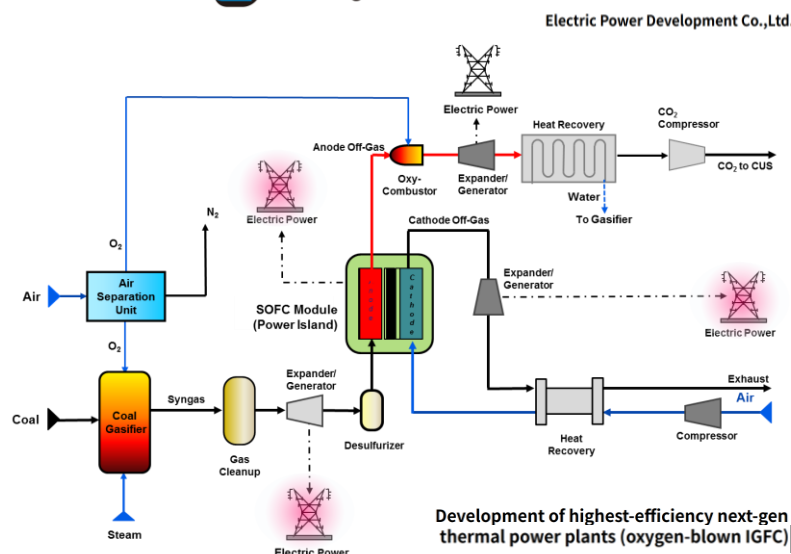 Electric Power Development Co.,Ltd.
Electric Power
Heat Recovery
CO2
Compressor
Anode Off-Gas
Oxy-
Combustor
Expander/
Generator
CO2 to CUS
Water
To Gasifier
Electric Power
N2
O2
Cathode Off-Gas
Air
Air
Separation
Unit
SOFC Module
(Power Island)
Cathode
Expander/
Generator
Electric Power
O2
Coal
Coal
Gasifier
Syngas
Gas
Cleanup
Expander/
Generator
Desulfurizer
Exhaust
Air
Heat
Recovery
Compressor
Steam
Electric Power
Development of highest-efficiency next-gen
thermal power plants (oxygen-blown IGFC)